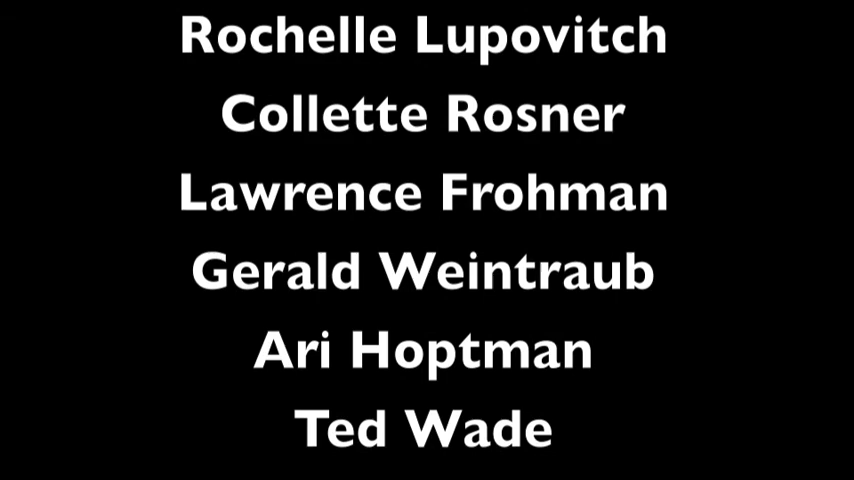 Rochelle Lupovitch
Collette Rosner
Lawrence Frohman
Gerald Weintraub
Ari Hoptman
Ted Wade